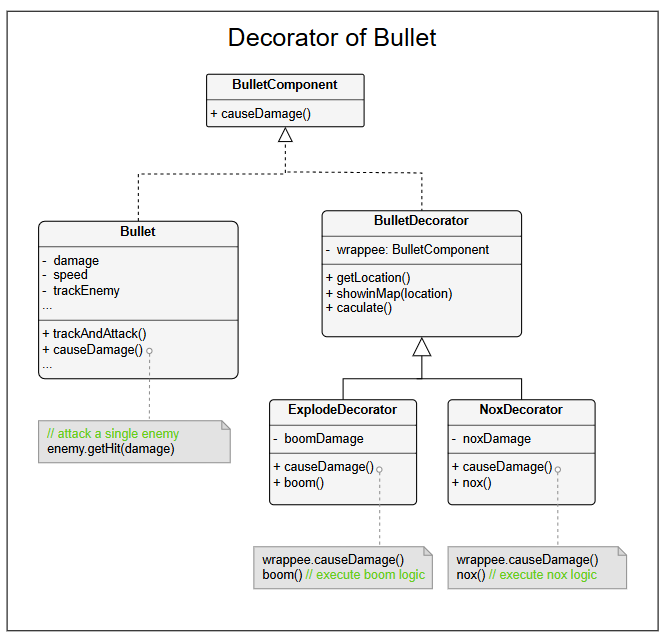 Decorator of Bullet
BulletComponent
+ causeDamage()
Bullet
- damage
- speed
- trackEnemy
...
+ trackAndAttack()
+ causeDamage()
...
// attack a single enemy
enemy.getHit(damage)
BulletDecorator
- wrappee: BulletComponent
+ getLocation()
+ showinMap(location)
+ caculate()
ExplodeDecorator
- boomDamage
+ causeDamage()
+ boom()
wrappee.causeDamage()
boom() // execute boom logic
NoxDecorator
- noxDamage
+ causeDamage()
+ nox()
wrappee.causeDamage()
nox() // execute nox logic